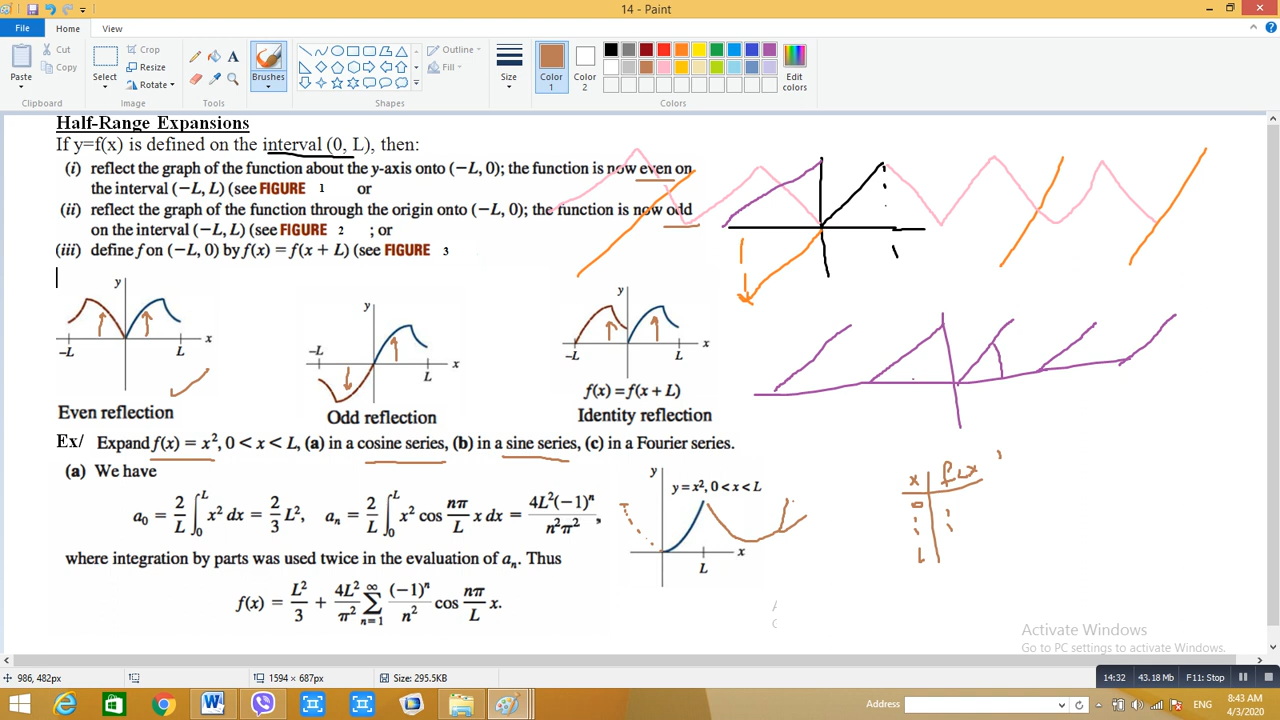 14 - Paint
File Home View
Paste Cut Copy Select Crop Resize Rotate Brushes Outline Fill Size Color 1 Color 2 Edit colors
Clipboard Image Tools Shapes Colors
Half-Range Expansions
If y=f(x) is defined on the interval (0, L), then:
(i) reflect the graph of the function about the y-axis onto (−L, 0); the function is now even on
the interval (−L, L) (see FIGURE 1 or
(ii) reflect the graph of the function through the origin onto (−L, 0); the function is now odd
on the interval (−L, L) (see FIGURE 2 ; or
(iii) define f on (−L, 0) by f(x) = f(x + L) (see FIGURE 3
y
−L L x
Even reflection
y
−L L x
Odd reflection
y
−L L x
f(x) = f(x + L)
Identity reflection
Ex/ Expand f(x) = x², 0 < x < L, (a) in a cosine series, (b) in a sine series, (c) in a Fourier series.
(a) We have
a₀ = 2/L ∫₀ᴸ x² dx = 2/3 L², aₙ = 2/L ∫₀ᴸ x² cos nπ/L x dx = 4L²(−1)ⁿ/n²π²,
where integration by parts was used twice in the evaluation of aₙ. Thus
f(x) = L²/3 + 4L²/π² ∑ₙ₌₁^∞ (−1)ⁿ/n² cos nπ/L x.
y
y = x², 0 < x < L
x
L
x f(x)
0
L
Activate Windows
Go to PC settings to activate Windows.
986, 482px 1594 × 687px Size: 295.5KB
14:32 43.18 Mb F11: Stop
Address ENG 8:43 AM
4/3/2020